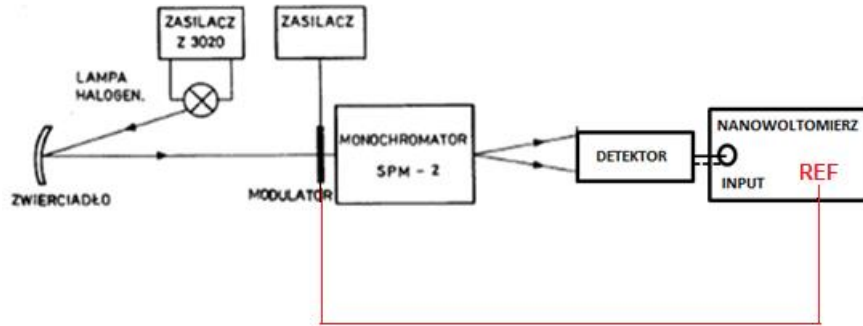 ZASILACZ
Z 3020
ZASILACZ
LAMPA
HALOGEN.
MONOCHROMATOR
SPM - 2
NANOWOLTOMIERZ
DETEKTOR
INPUT
REF
ZWIERCIADŁO
MODULATOR